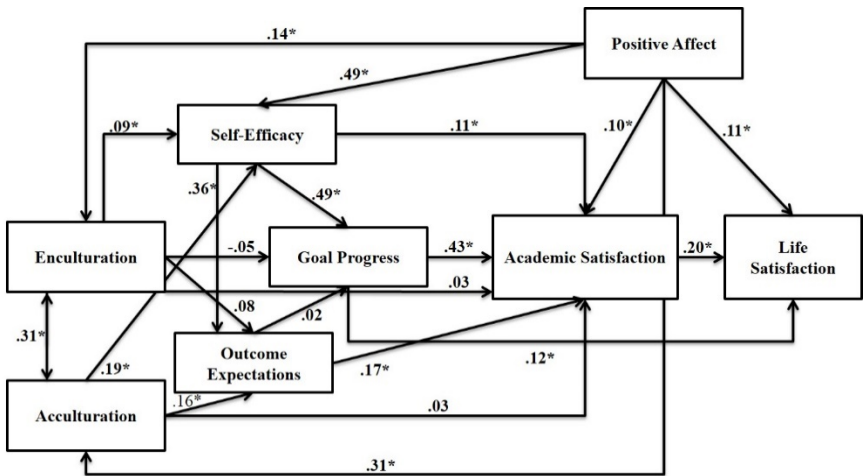 .14*
Positive Affect
.49*
Self-Efficacy
.09*
.11*
.10*
.11*
.36*
.49*
Enculturation
-.05
Goal Progress
.43*
Academic Satisfaction
.20*
Life
Satisfaction
.03
.08
.02
.31*
Outcome
Expectations
.12*
.19*
.17*
Acculturation
.16*
.03
.31*